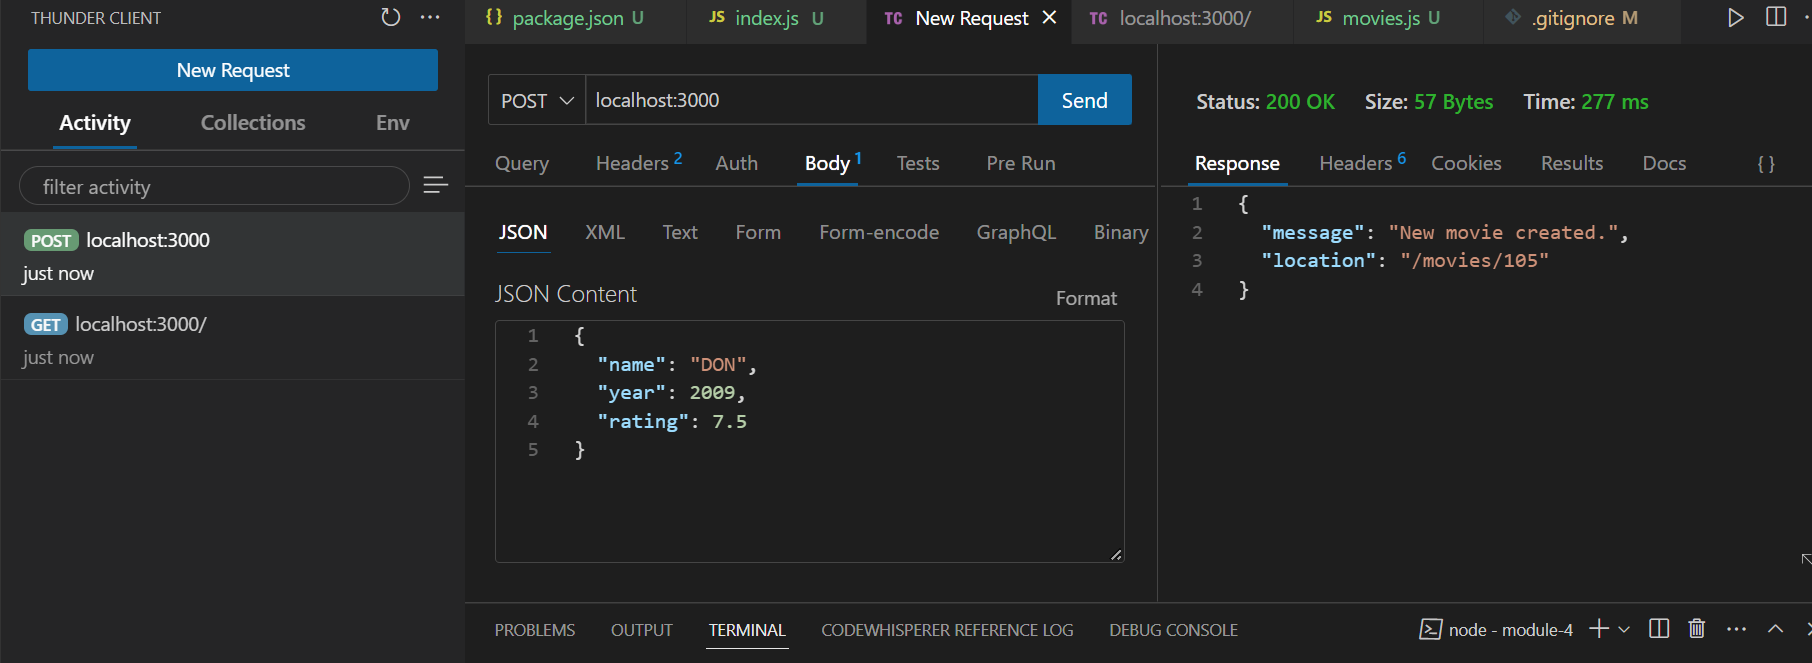 THUNDER CLIENT
New Request
Activity Collections Env
filter activity
POST localhost:3000
just now
GET localhost:3000/
just now
{} package.json U JS index.js U TC New Request × TC localhost:3000/ JS movies.js U .gitignore M
POST localhost:3000 Send
Query Headers 2 Auth Body 1 Tests Pre Run
JSON XML Text Form Form-encode GraphQL Binary
JSON Content Format
1 {
2 "name": "DON",
3 "year": 2009,
4 "rating": 7.5
5 }
Status: 200 OK Size: 57 Bytes Time: 277 ms
Response Headers 6 Cookies Results Docs { }
1 {
2 "message": "New movie created.",
3 "location": "/movies/105"
4 }
PROBLEMS OUTPUT TERMINAL CODEWHISPERER REFERENCE LOG DEBUG CONSOLE node - module-4